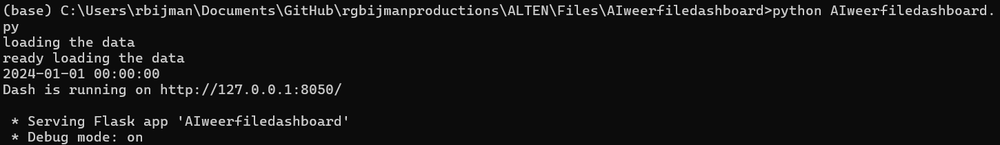 (base) C:\Users\rbijman\Documents\GitHub\rgbijmanproductions\ALTEN\Files\AIweerfiledashboard>python AIweerfiledashboard.
py
loading the data
ready loading the data
2024-01-01 00:00:00
Dash is running on http://127.0.0.1:8050/
 * Serving Flask app 'AIweerfiledashboard'
 * Debug mode: on